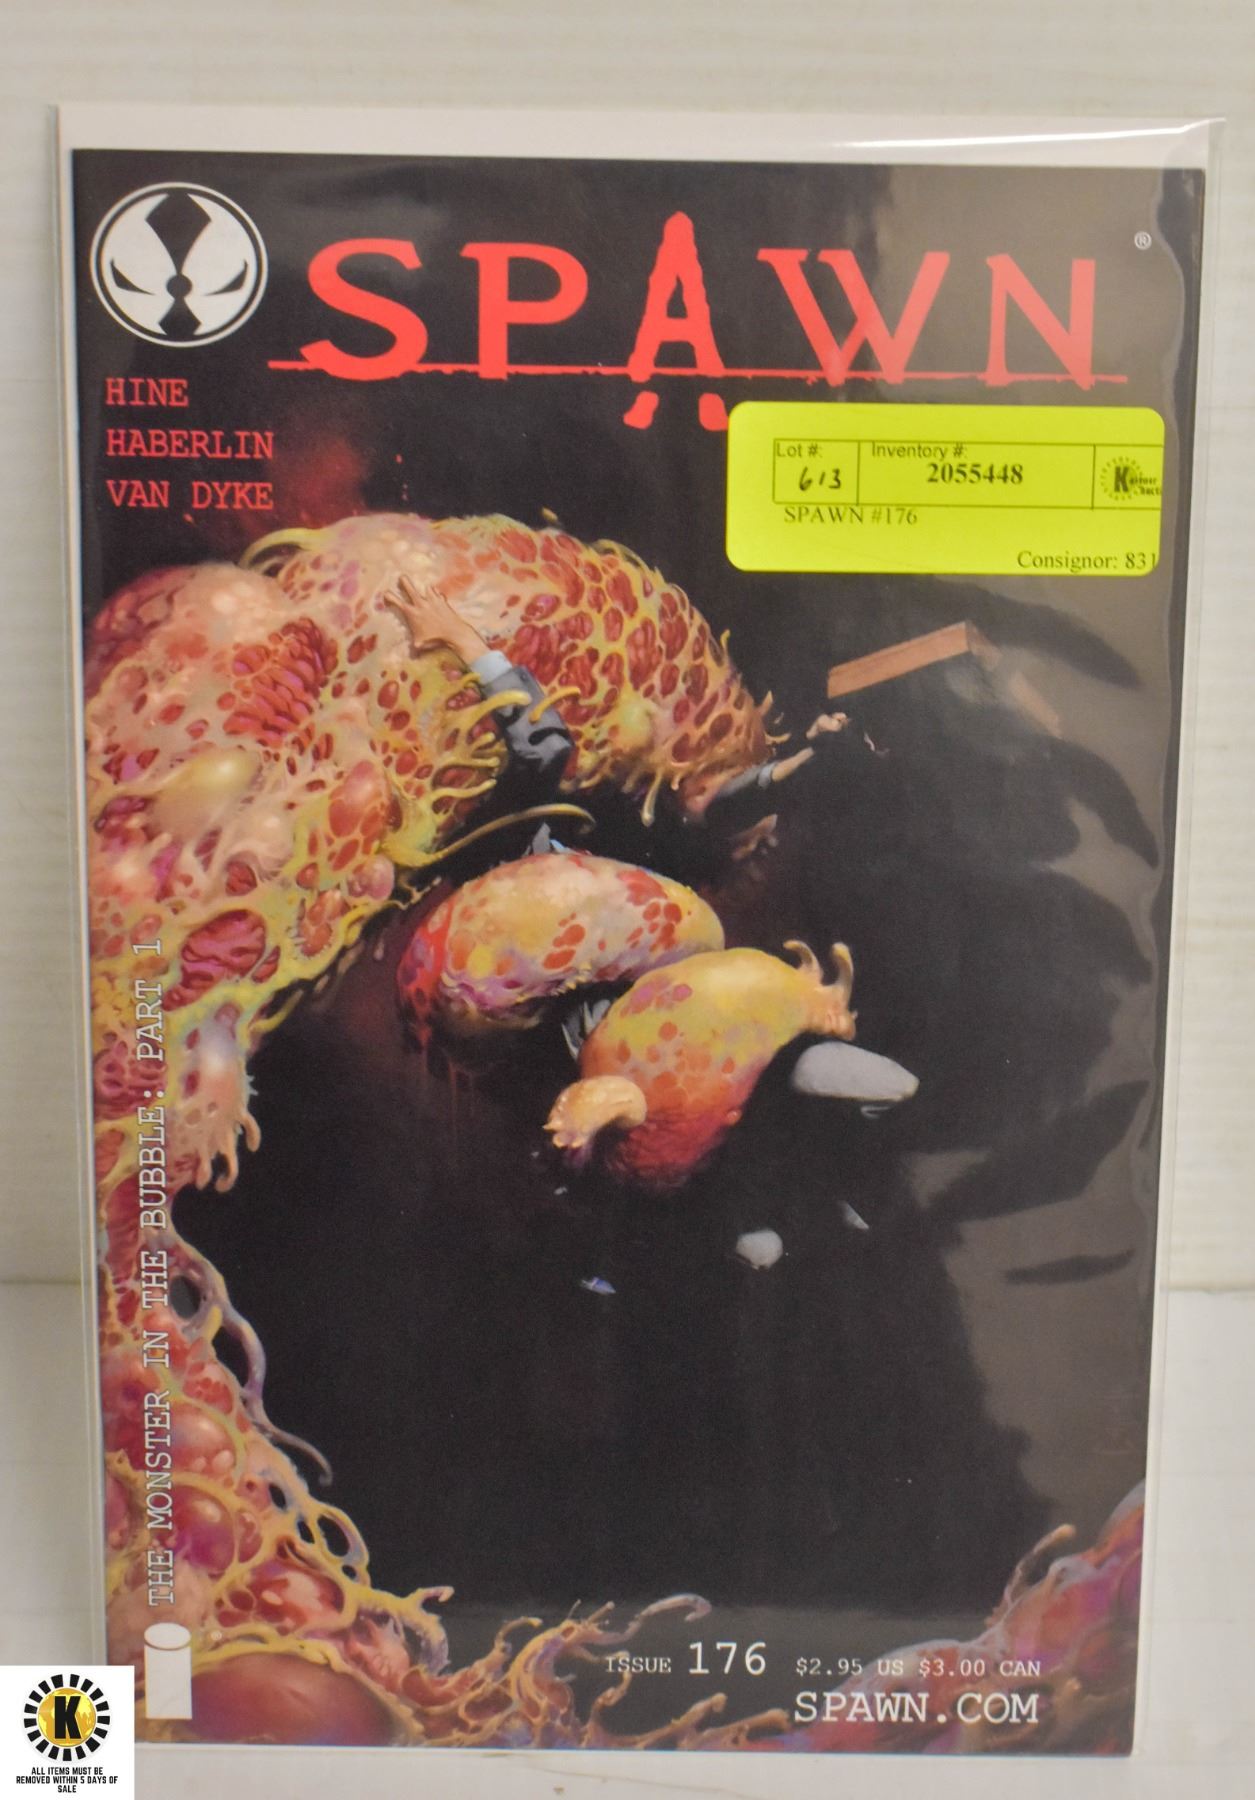 SPAWN ®
HINE
HABERLIN
VAN DYKE
Lot #:
613
Inventory #:
2055448
SPAWN #176
Consignor: 831
THE MONSTER IN THE BUBBLE: PART 1
®
ISSUE 176 $2.95 US $3.00 CAN
SPAWN.COM
K
ALL ITEMS MUST BE
REMOVED WITHIN 5 DAYS OF
SALE